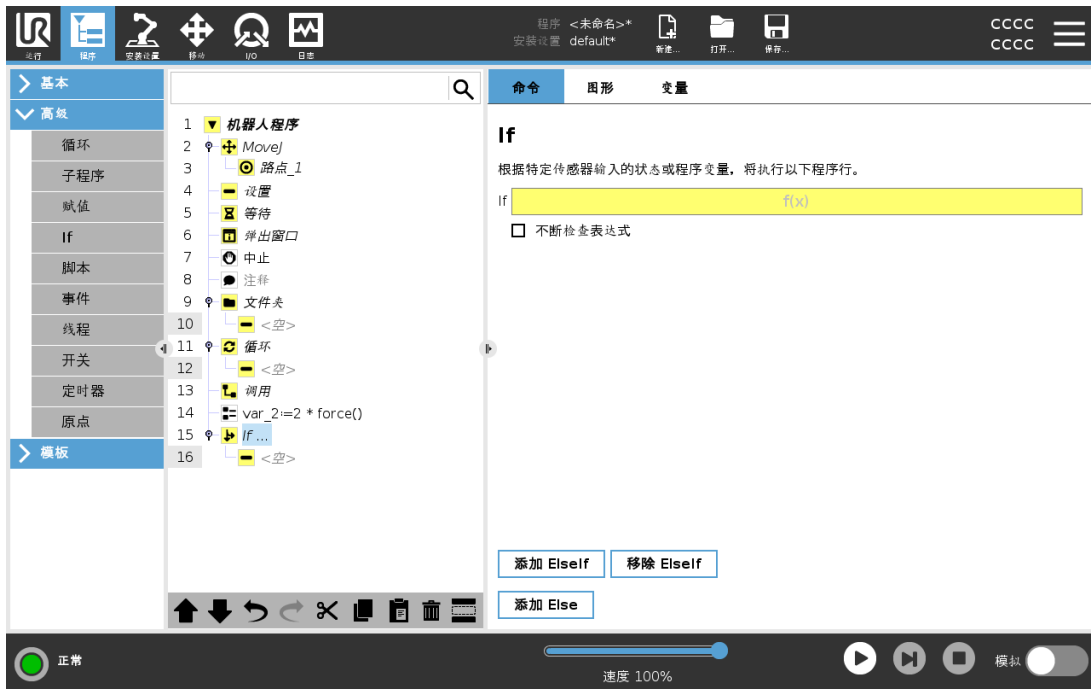 UR
运行
程序
安装设置
移动
I/O
日志
程序 <未命名>*
安装设置 default*
新建...
打开...
保存...
CCCC
CCCC
基本
高级
循环
子程序
赋值
If
脚本
事件
线程
开关
定时器
原点
模板
1 机器人程序
2 MoveJ
3 路点_1
4 设置
5 等待
6 弹出窗口
7 中止
8 注释
9 文件夹
10 <空>
11 循环
12 <空>
13 调用
14 var_2:=2 * force()
15 If ...
16 <空>
命令 图形 变量
If
根据特定传感器输入的状态或程序变量，将执行以下程序行。
If f(x)
不断检查表达式
添加 ElseIf 移除 ElseIf
添加 Else
正常
速度 100%
模拟